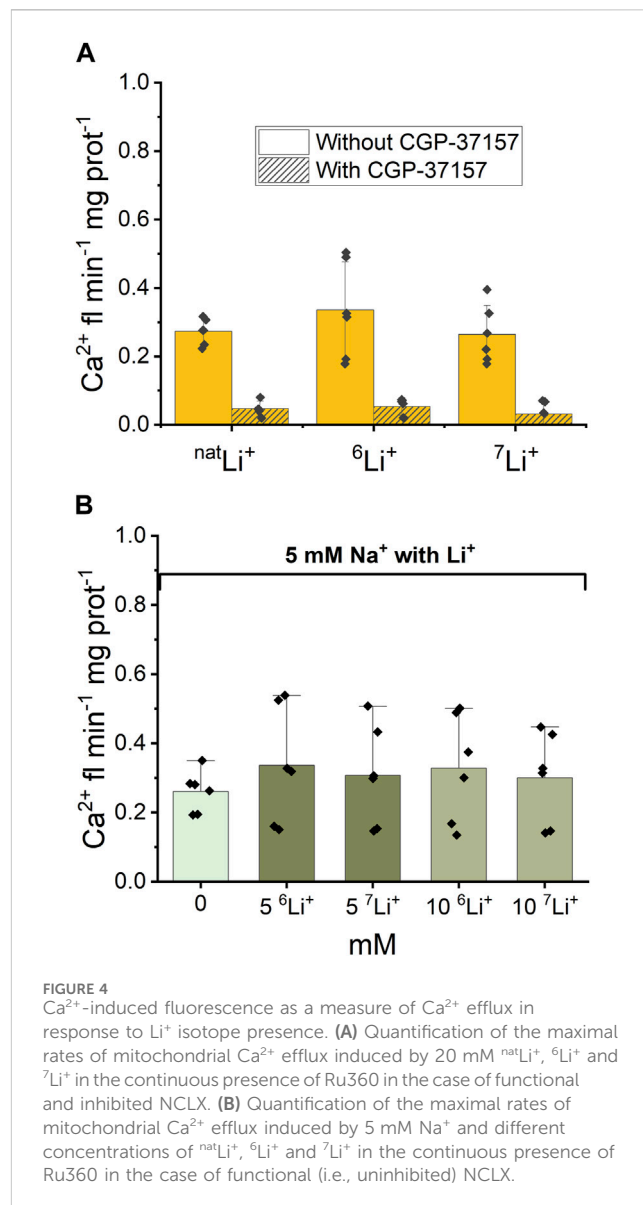 A
1.0
0.8
0.6
0.4
0.2
0.0
Ca²⁺ fl min⁻¹ mg prot⁻¹
Without CGP-37157
With CGP-37157
ⁿᵃᵗLi⁺ ⁶Li⁺ ⁷Li⁺
B
1.0
0.8
0.6
0.4
0.2
0.0
Ca²⁺ fl min⁻¹ mg prot⁻¹
5 mM Na⁺ with Li⁺
0 5 ⁶Li⁺ 5 ⁷Li⁺ 10 ⁶Li⁺ 10 ⁷Li⁺
mM
FIGURE 4
Ca²⁺-induced fluorescence as a measure of Ca²⁺ efflux in
response to Li⁺ isotope presence. (A) Quantification of the maximal
rates of mitochondrial Ca²⁺ efflux induced by 20 mM ⁿᵃᵗLi⁺, ⁶Li⁺ and
⁷Li⁺ in the continuous presence of Ru360 in the case of functional
and inhibited NCLX. (B) Quantification of the maximal rates of
mitochondrial Ca²⁺ efflux induced by 5 mM Na⁺ and different
concentrations of ⁿᵃᵗLi⁺, ⁶Li⁺ and ⁷Li⁺ in the continuous presence of
Ru360 in the case of functional (i.e., uninhibited) NCLX.